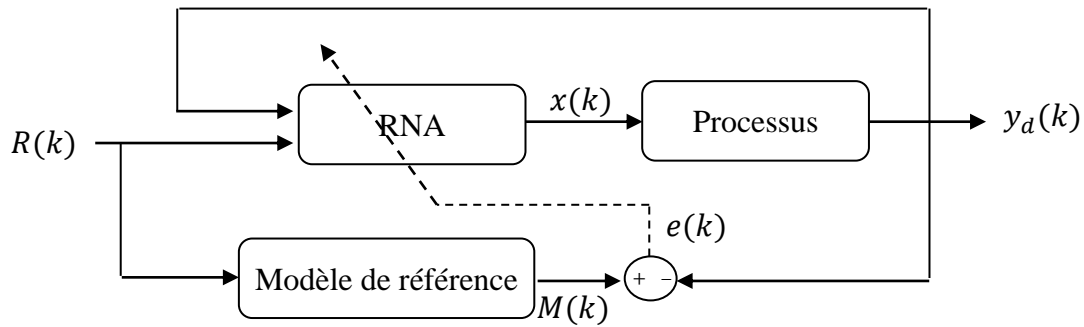 x(k)
RNA
Processus
y_d(k)
R(k)
e(k)
Modèle de référence
+ −
M(k)